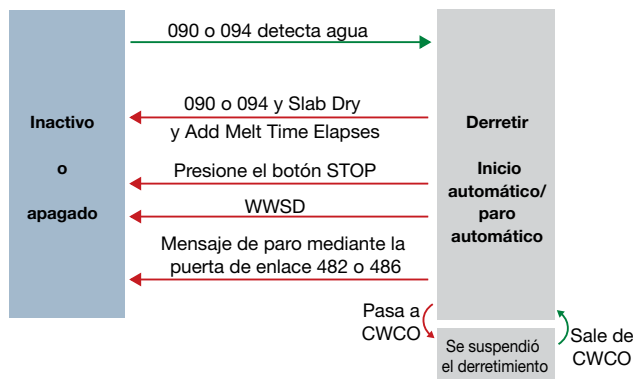 090 o 094 detecta agua
Inactivo
o
apagado
090 o 094 y Slab Dry
y Add Melt Time Elapses
Presione el botón STOP
WWSD
Mensaje de paro mediante la
puerta de enlace 482 o 486
Derretir
Inicio
automático/
paro
automático
Pasa a
CWCO
Se suspendió
el derretimiento
Sale de
CWCO